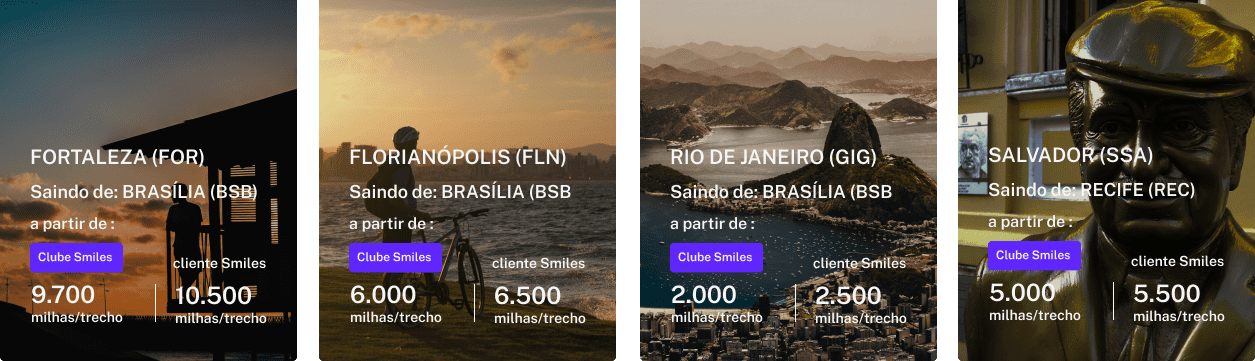 FORTALEZA (FOR)
Saindo de: BRASÍLIA (BSB)
a partir de :
Clube Smiles
cliente Smiles
9.700
10.500
milhas/trecho
milhas/trecho
FLORIANÓPOLIS (FLN)
Saindo de: BRASÍLIA (BSB
a partir de :
Clube Smiles
cliente Smiles
6.000
6.500
milhas/trecho
milhas/trecho
RIO DE JANEIRO (GIG)
Saindo de: BRASÍLIA (BSB
a partir de :
Clube Smiles
cliente Smiles
2.000
2.500
milhas/trecho
milhas/trecho
SALVADOR (SSA)
Saindo de: RECIFE (REC)
a partir de :
Clube Smiles
cliente Smiles
5.000
5.500
milhas/trecho
milhas/trecho